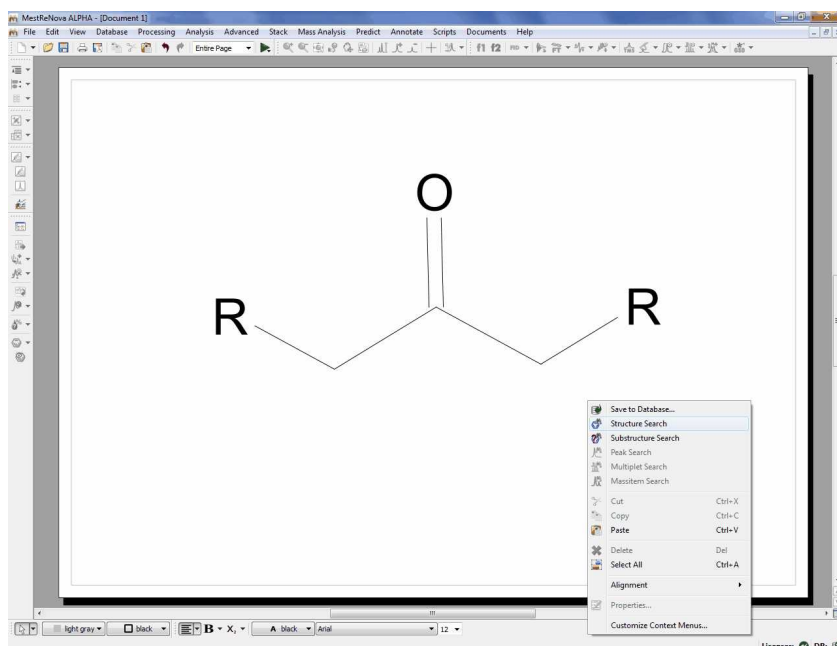 MestReNova ALPHA - [Document 1]
File Edit View Database Processing Analysis Advanced Stack Mass Analysis Predict Annotate Scripts Documents Help
Entire Page f1 f2
O
R R
Save to Database...
Structure Search
Substructure Search
Peak Search
Multiplet Search
Massitem Search
Cut Ctrl+X
Copy Ctrl+C
Paste Ctrl+V
Delete Del
Select All Ctrl+A
Alignment
Properties...
Customize Context Menus...
light gray black B X, A black Arial 12